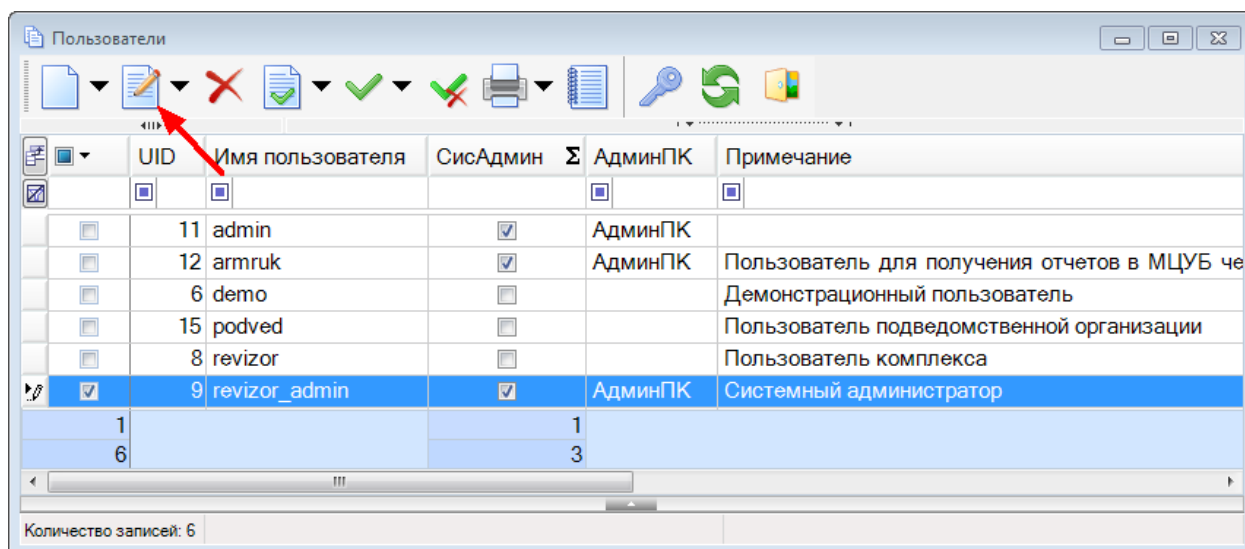 Пользователи
UID Имя пользователя СисАдмин Σ АдминПК Примечание
11 admin АдминПК
12 armruk АдминПК Пользователь для получения отчетов в МЦУБ че
6 demo Демонстрационный пользователь
15 podved Пользователь подведомственной организации
8 revizor Пользователь комплекса
9 revizor_admin АдминПК Системный администратор
1 1
6 3
Количество записей: 6